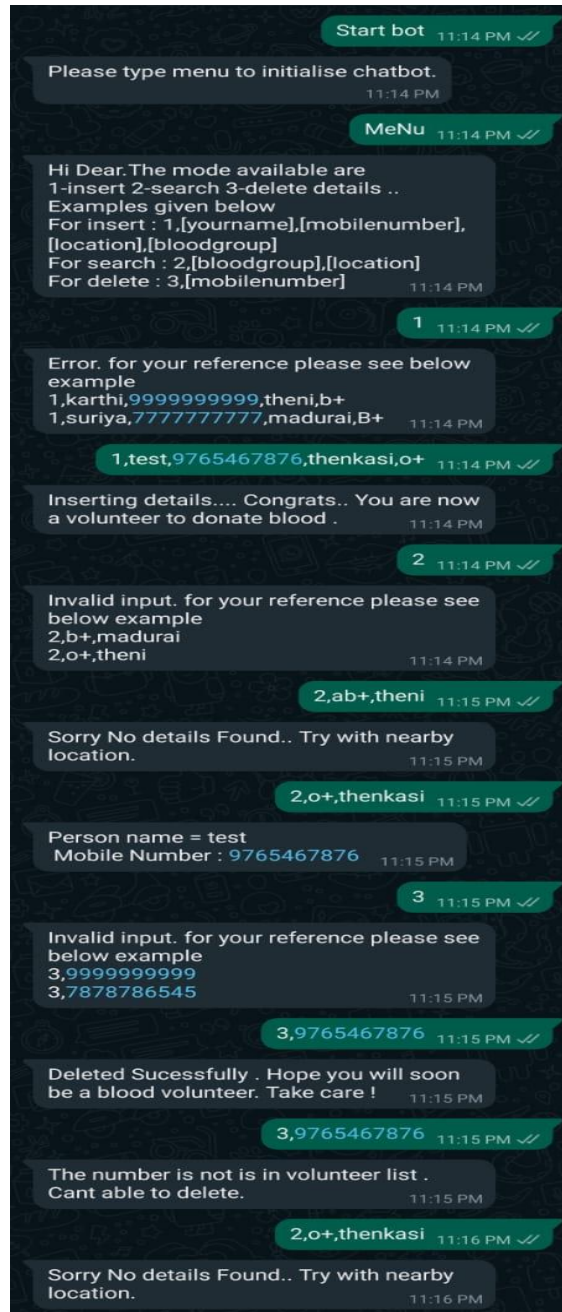 Start bot 11:14 PM
Please type menu to initialise chatbot.
11:14 PM
MeNu 11:14 PM
Hi Dear.The mode available are
1-insert 2-search 3-delete details ..
Examples given below
For insert : 1,[yourname],[mobilenumber],
[location],[bloodgroup]
For search : 2,[bloodgroup],[location]
For delete : 3,[mobilenumber]
11:14 PM
1 11:14 PM
Error. for your reference please see below
example
1,karthi,9999999999,theni,b+
1,suriya,7777777777,madurai,B+ 11:14 PM
1,test,9765467876,thenkasi,o+ 11:14 PM
Inserting details.... Congrats.. You are now
a volunteer to donate blood . 11:14 PM
2 11:14 PM
Invalid input. for your reference please see
below example
2,b+,madurai
2,o+,theni 11:14 PM
2,ab+,theni 11:15 PM
Sorry No details Found.. Try with nearby
location. 11:15 PM
2,o+,thenkasi 11:15 PM
Person name = test
Mobile Number : 9765467876 11:15 PM
3 11:15 PM
Invalid input. for your reference please see
below example
3,9999999999
3,7878786545 11:15 PM
3,9765467876 11:15 PM
Deleted Sucessfully . Hope you will soon
be a blood volunteer. Take care ! 11:15 PM
3,9765467876 11:15 PM
The number is not is in volunteer list .
Cant able to delete. 11:15 PM
2,o+,thenkasi 11:16 PM
Sorry No details Found.. Try with nearby
location. 11:16 PM